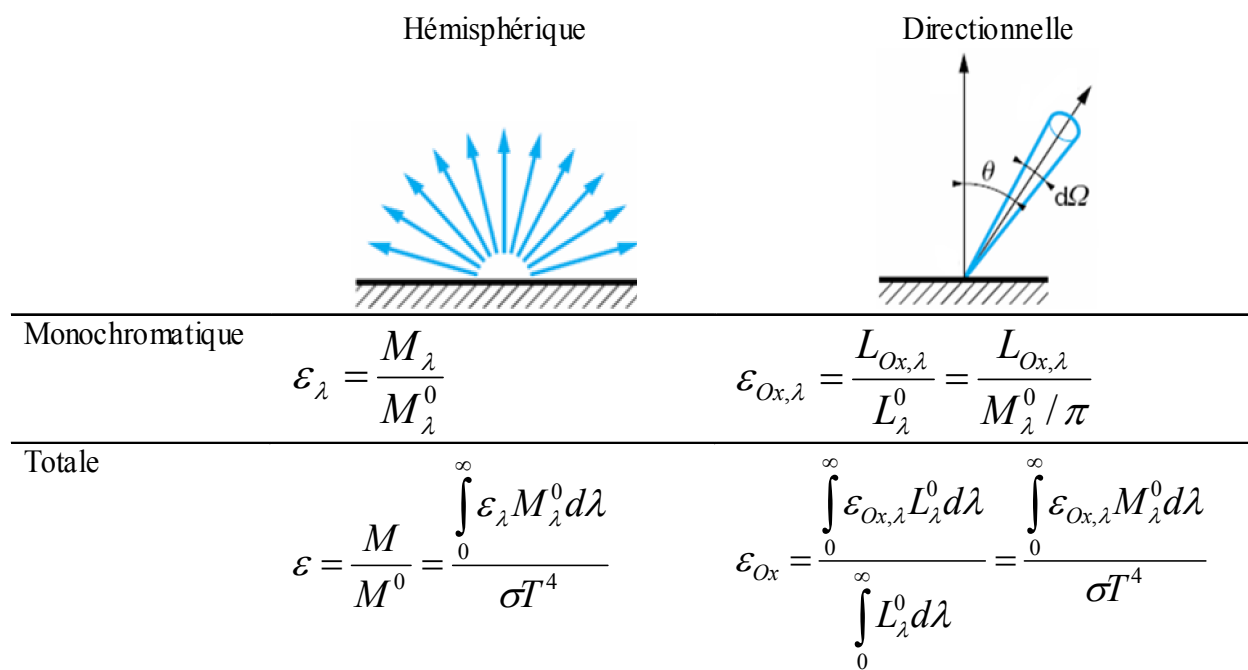 Hémisphérique Directionnelle
θ
dΩ
Monochromatique
ε_λ = M_λ / M_λ^0
ε_{Ox,λ} = L_{Ox,λ} / L_λ^0 = L_{Ox,λ} / (M_λ^0 / π)
Totale
ε = M / M^0 = ∫_0^∞ ε_λ M_λ^0 dλ / σT^4
ε_{Ox} = ∫_0^∞ ε_{Ox,λ} L_λ^0 dλ / ∫_0^∞ L_λ^0 dλ = ∫_0^∞ ε_{Ox,λ} M_λ^0 dλ / σT^4